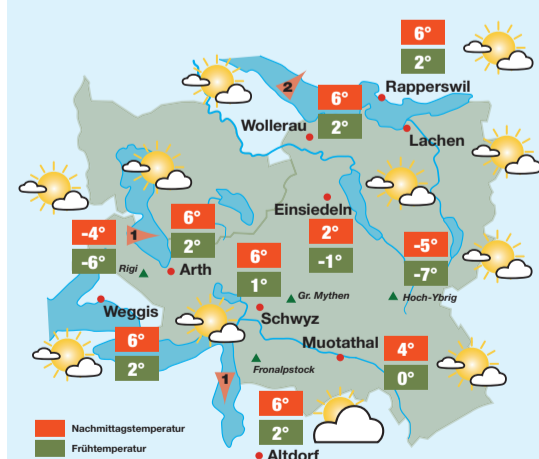 6°
2°
Rapperswil
2
6°
2°
Wollerau
Lachen
Einsiedeln
6°
2°
-4°
-6°
1
Rigi
Arth
2°
-1°
6°
1°
-5°
-7°
Gr. Mythen
Hoch-Ybrig
Weggis
Schwyz
6°
2°
Muotathal
4°
0°
Fronalpstock
1
6°
2°
Nachmittagstemperatur
Frühtemperatur
Altdorf